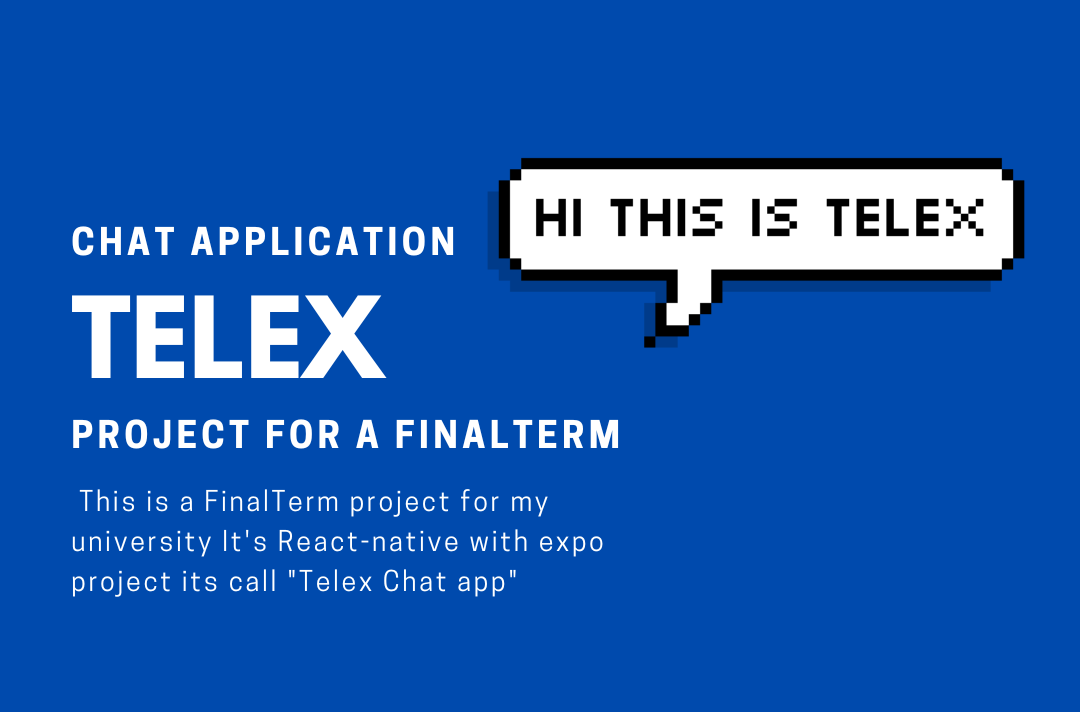 HI THIS IS TELEX
CHAT APPLICATION
TELEX
PROJECT FOR A FINALTERM
This is a FinalTerm project for my
university It's React-native with expo
project its call "Telex Chat app"